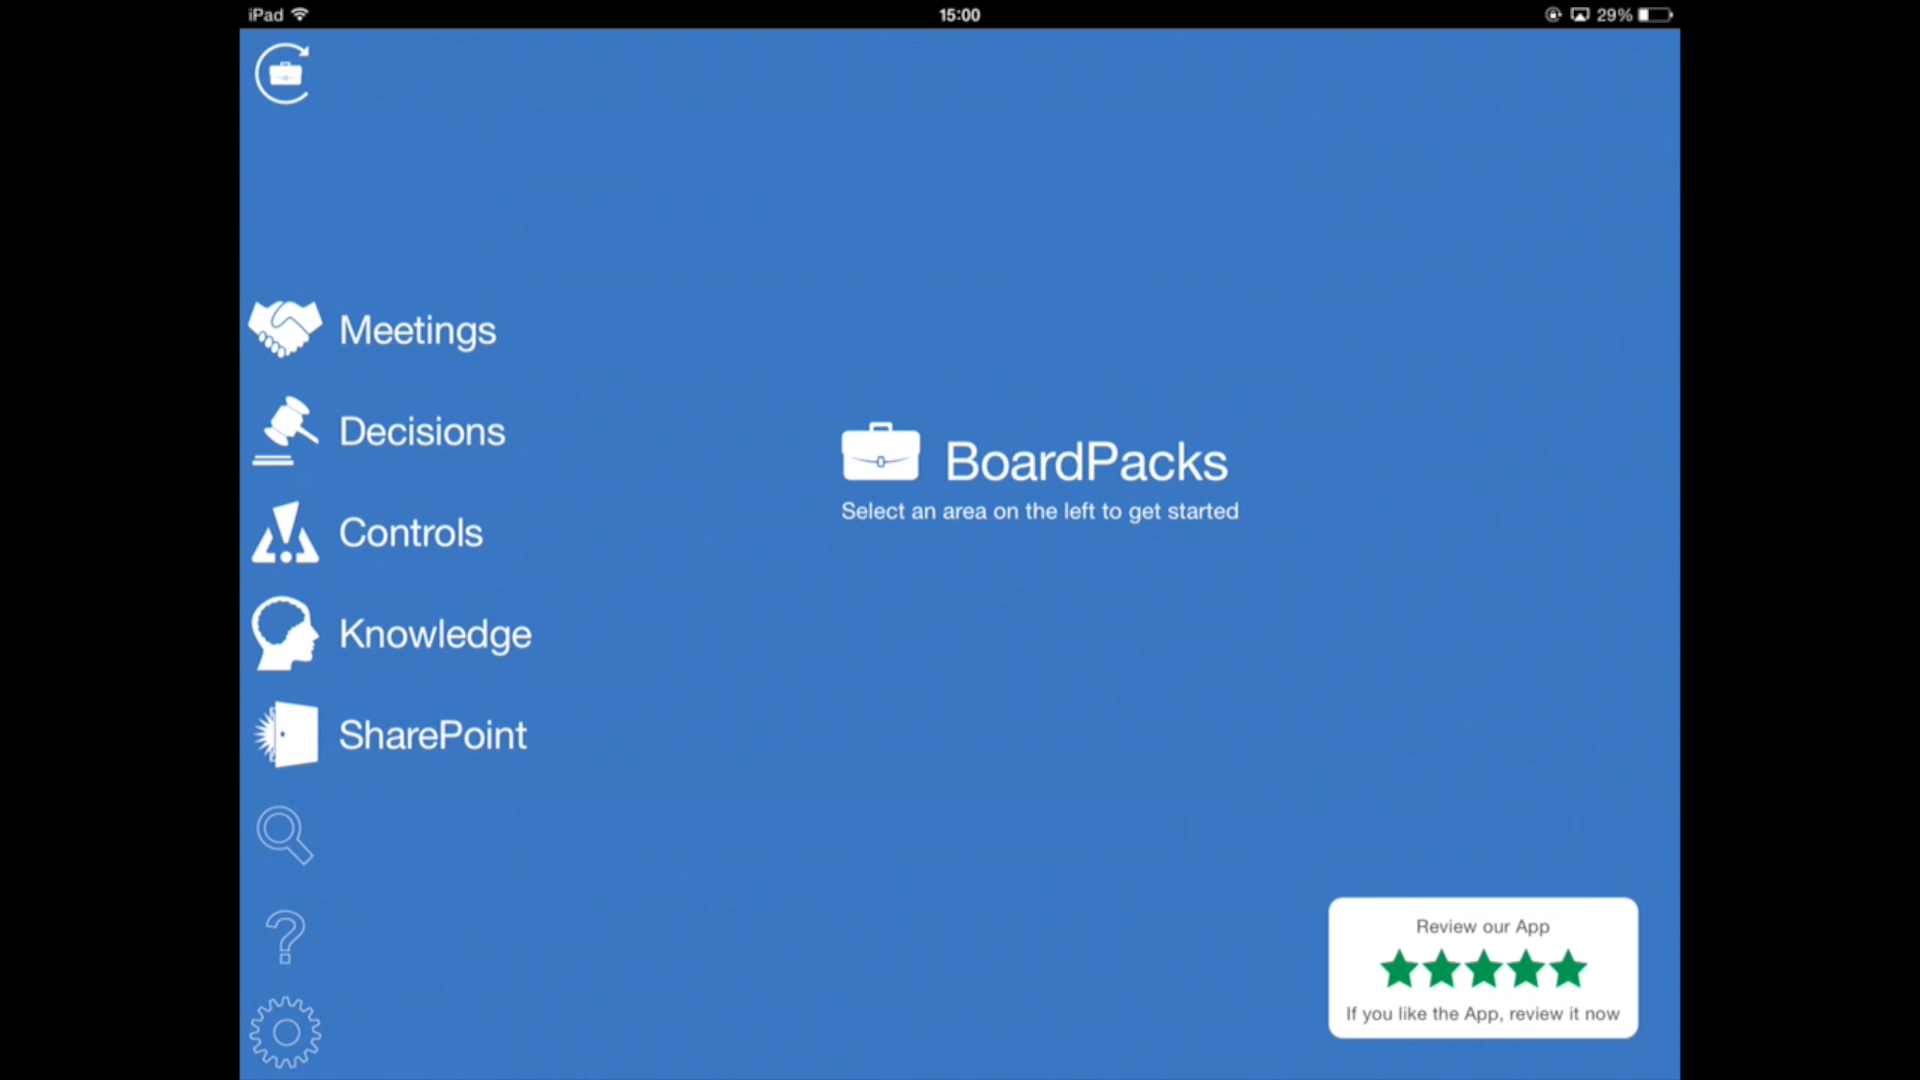 iPad 15:00 29%
Meetings
Decisions
Controls
Knowledge
SharePoint
BoardPacks
Select an area on the left to get started
?
Review our App
If you like the App, review it now